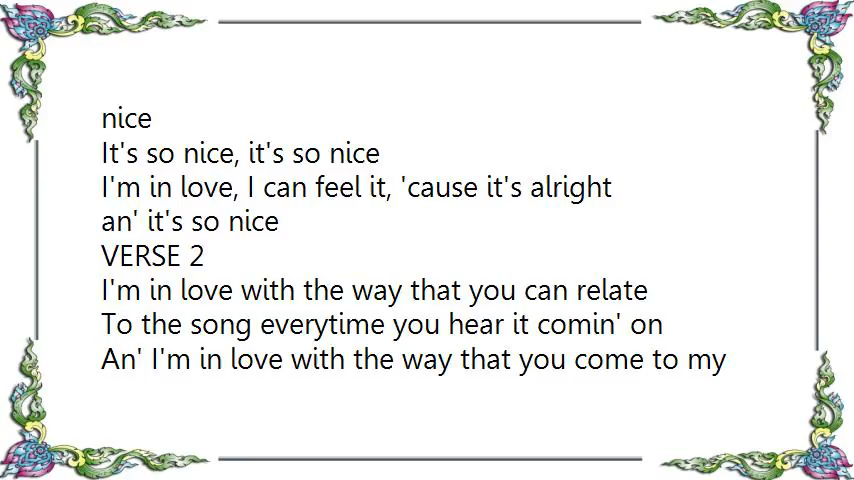 nice
It's so nice, it's so nice
I'm in love, I can feel it, 'cause it's alright
an' it's so nice
VERSE 2
I'm in love with the way that you can relate
To the song everytime you hear it comin' on
An' I'm in love with the way that you come to my